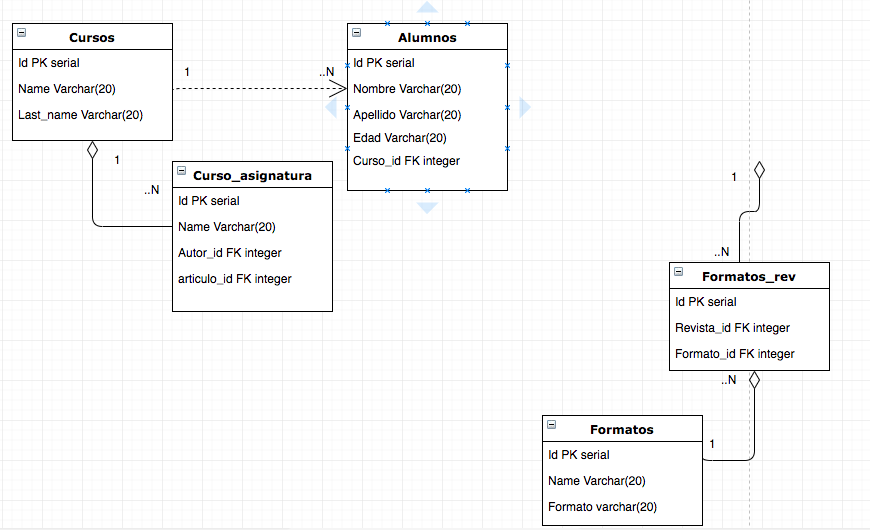 Cursos
Id PK serial
Name Varchar(20)
Last_name Varchar(20)
1
..N
Alumnos
Id PK serial
Nombre Varchar(20)
Apellido Varchar(20)
Edad Varchar(20)
Curso_id FK integer
1
..N
Curso_asignatura
Id PK serial
Name Varchar(20)
Autor_id FK integer
articulo_id FK integer
1
..N
Formatos_rev
Id PK serial
Revista_id FK integer
Formato_id FK integer
..N
1
Formatos
Id PK serial
Name Varchar(20)
Formato varchar(20)